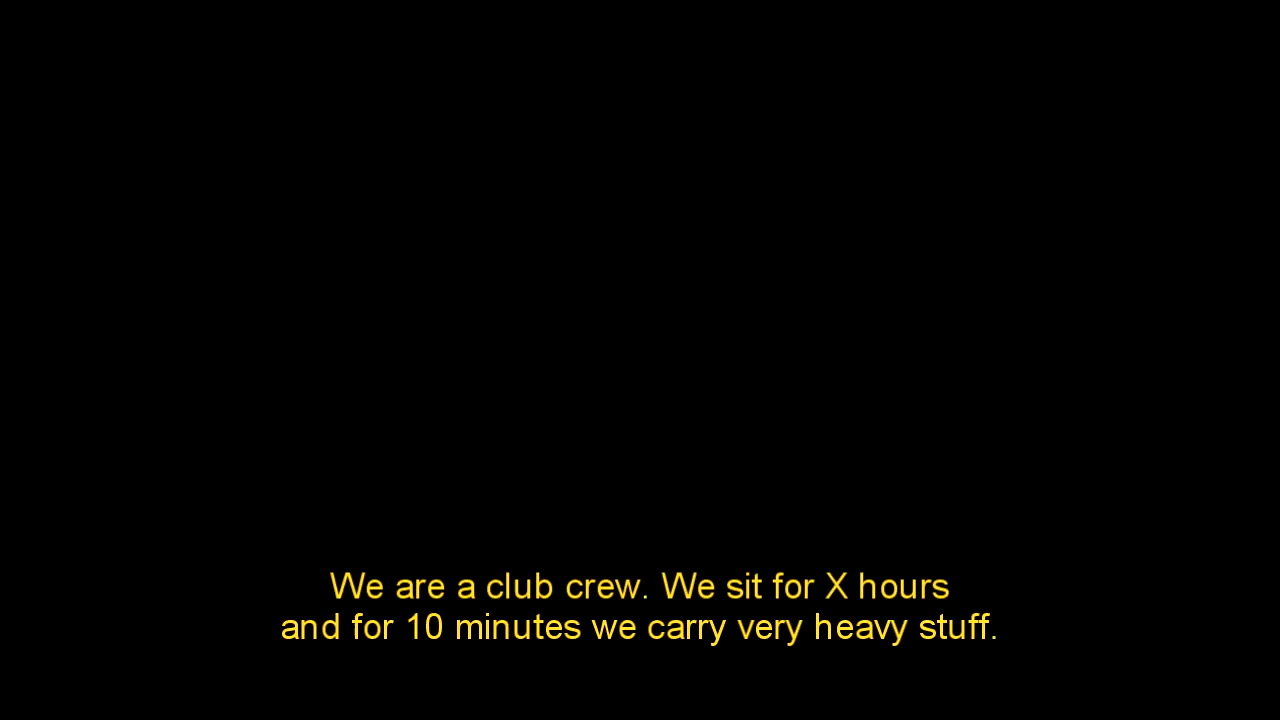 We are a club crew. We sit for X hours
and for 10 minutes we carry very heavy stuff.